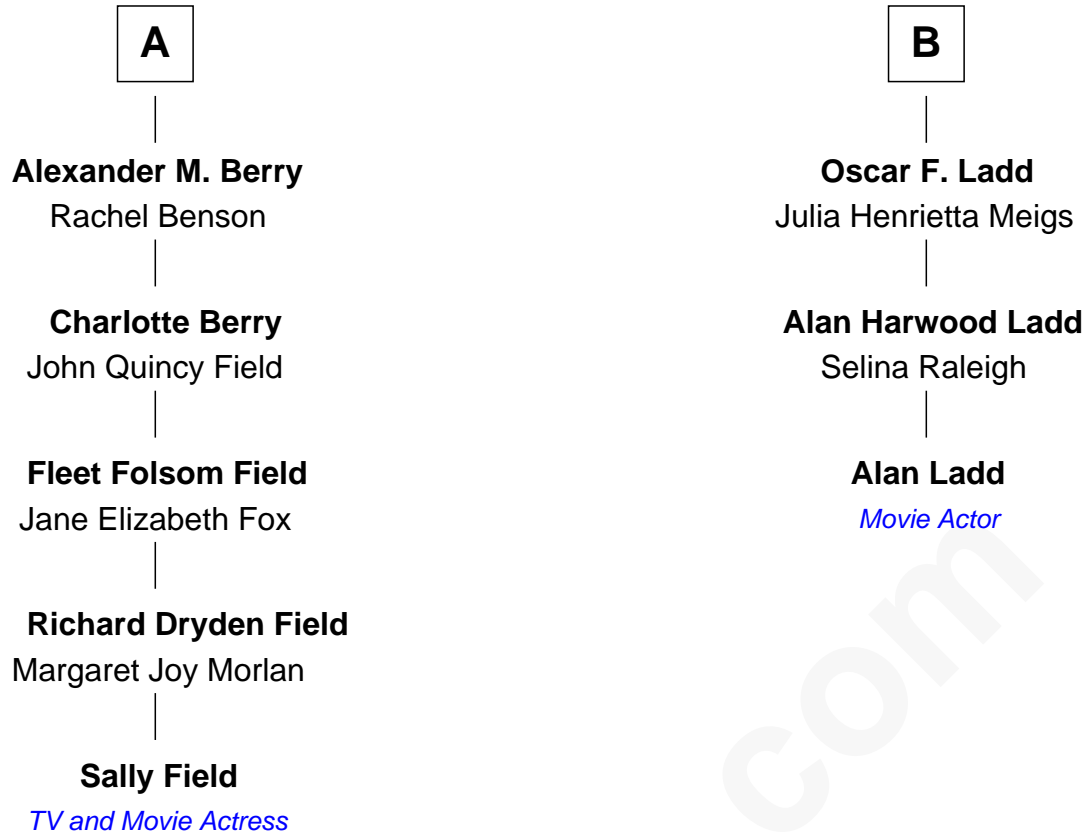 A
Alexander M. Berry
Rachel Benson
Charlotte Berry
John Quincy Field
Fleet Folsom Field
Jane Elizabeth Fox
Richard Dryden Field
Margaret Joy Morlan
Sally Field
TV and Movie Actress
B
Oscar F. Ladd
Julia Henrietta Meigs
Alan Harwood Ladd
Selina Raleigh
Alan Ladd
Movie Actor
com